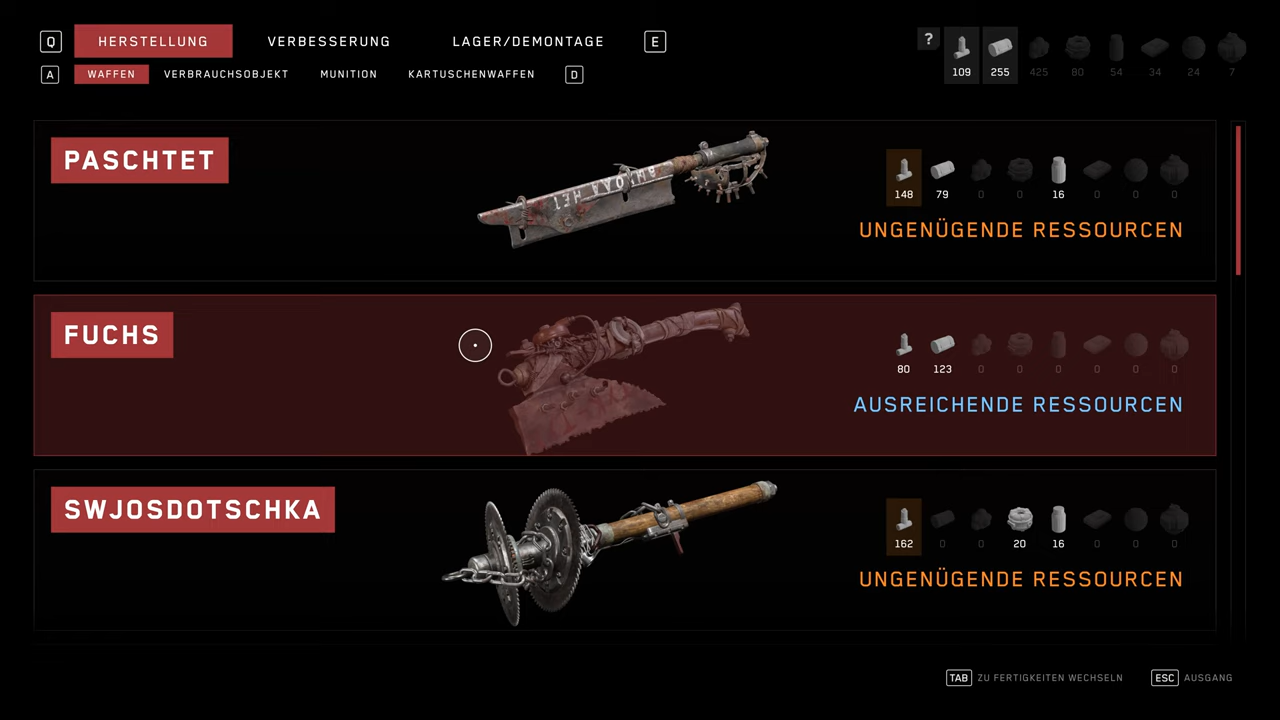 Q HERSTELLUNG VERBESSERUNG LAGER/DEMONTAGE E
A WAFFEN VERBRAUCHSOBJEKT MUNITION KARTUSCHENWAFFEN D
?
109 255 425 80 54 34 24 7
PASCHTET
148 79 0 0 16 0 0 0
UNGENÜGENDE RESSOURCEN
FUCHS
80 123 0 0 0 0 0 0
AUSREICHENDE RESSOURCEN
SWJOSDOTSCHKA
162 0 0 20 16 0 0 0
UNGENÜGENDE RESSOURCEN
TAB ZU FERTIGKEITEN WECHSELN ESC AUSGANG